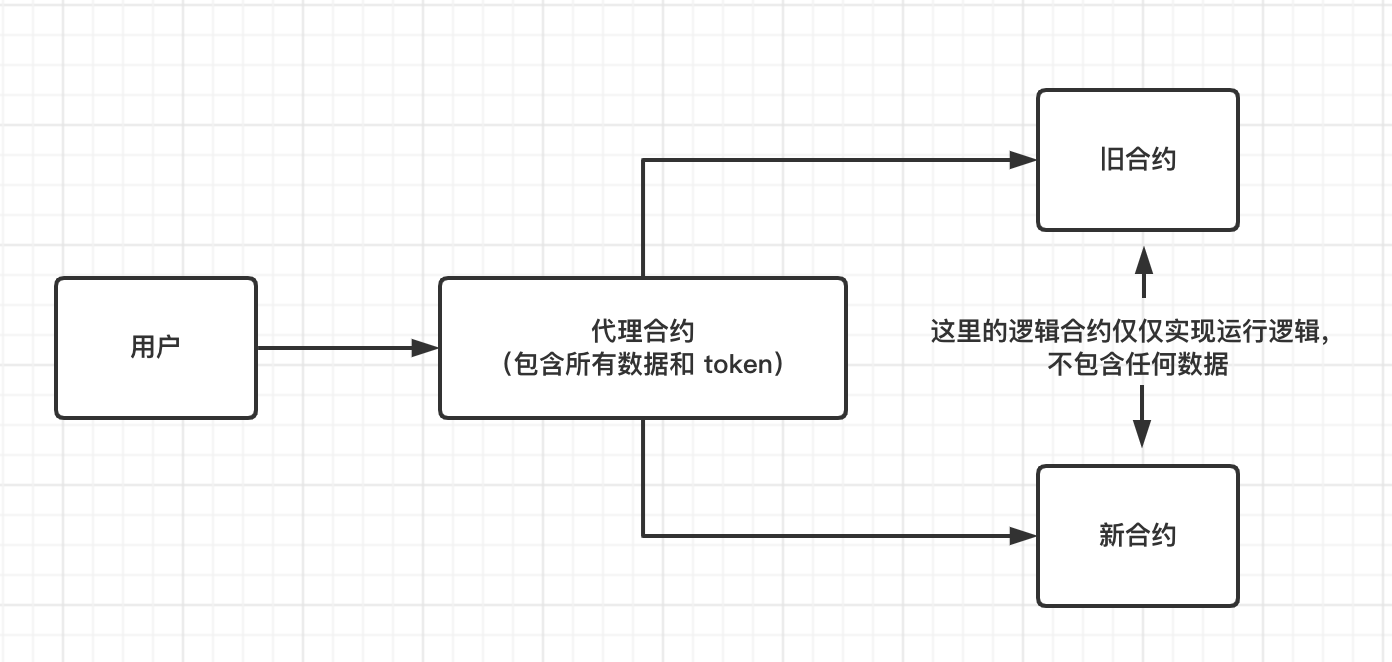 用户
代理合约
（包含所有数据和 token）
旧合约
这里的逻辑合约仅仅实现运行逻辑，
不包含任何数据
新合约